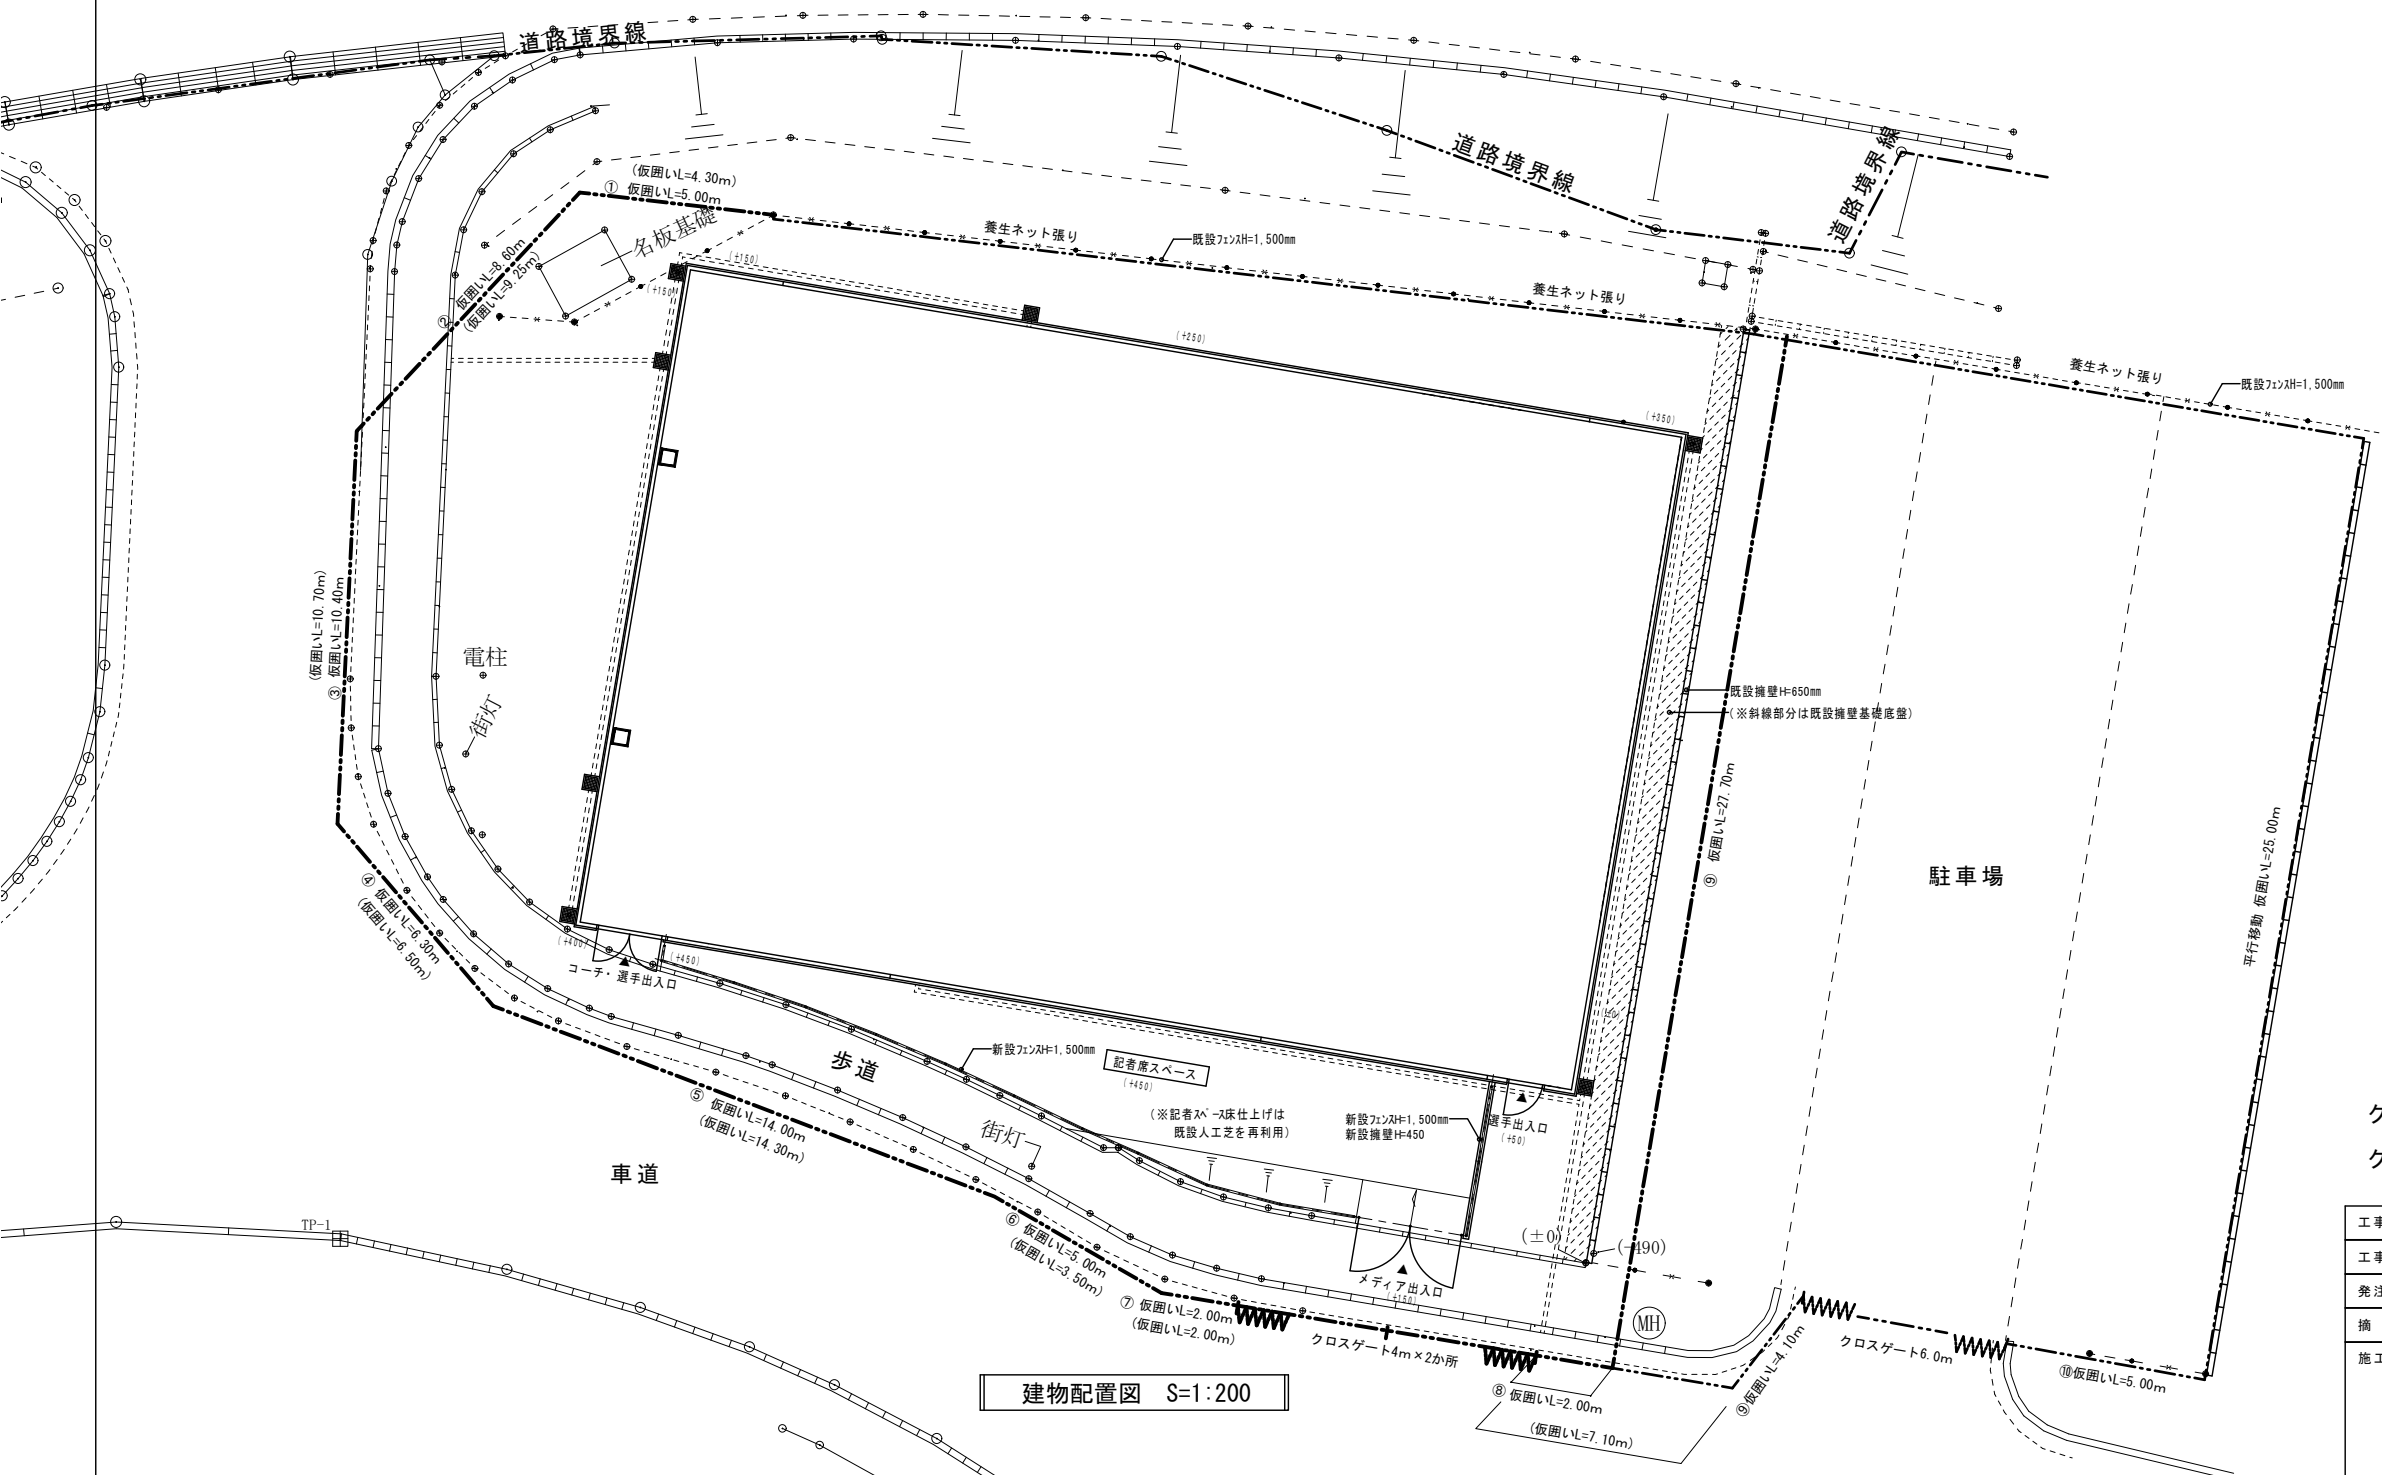 道路境界線
(仮囲いL=4.30m)
① 仮囲いL=5.00m
名板基礎
② 仮囲いL=8.60m
(仮囲いL=9.25m)
(+150)
(+150)
養生ネット張り
既設フェンスH=1,500mm
(+250)
道路境界線
道路境界線
養生ネット張り
養生ネット張り
既設フェンスH=1,500mm
(+350)
(仮囲いL=10.70m)
③ 仮囲いL=10.40m
電柱
街灯
既設擁壁H=650mm
(※斜線部分は既設擁壁基礎底盤)
⑨ 仮囲いL=27.70m
駐車場
平行移動 仮囲いL=25.00m
④ 仮囲いL=6.30m
(仮囲いL=6.50m)
(+400)
コーチ・選手出入口
(+450)
(±0)
歩道
新設フェンスH=1,500mm
記者席スペース
(+450)
(※記者スペース床仕上げは
既設人工芝を再利用)
新設フェンスH=1,500mm
新設擁壁H=450
選手出入口
(+50)
⑤ 仮囲いL=14.00m
(仮囲いL=14.30m)
街灯
車道
TP-1
⑥ 仮囲いL=5.00m
(仮囲いL=3.50m)
(±0)
(-490)
メディア出入口
(+150)
⑦ 仮囲いL=2.00m
(仮囲いL=2.00m)
クロスゲート4m×2か所
MH
クロスゲート6.0m
⑨仮囲いL=4.10m
⑩仮囲いL=5.00m
⑧ 仮囲いL=2.00m
(仮囲いL=7.10m)
建物配置図 S=1:200
ク
ク
工事
工事
発注
摘
施工